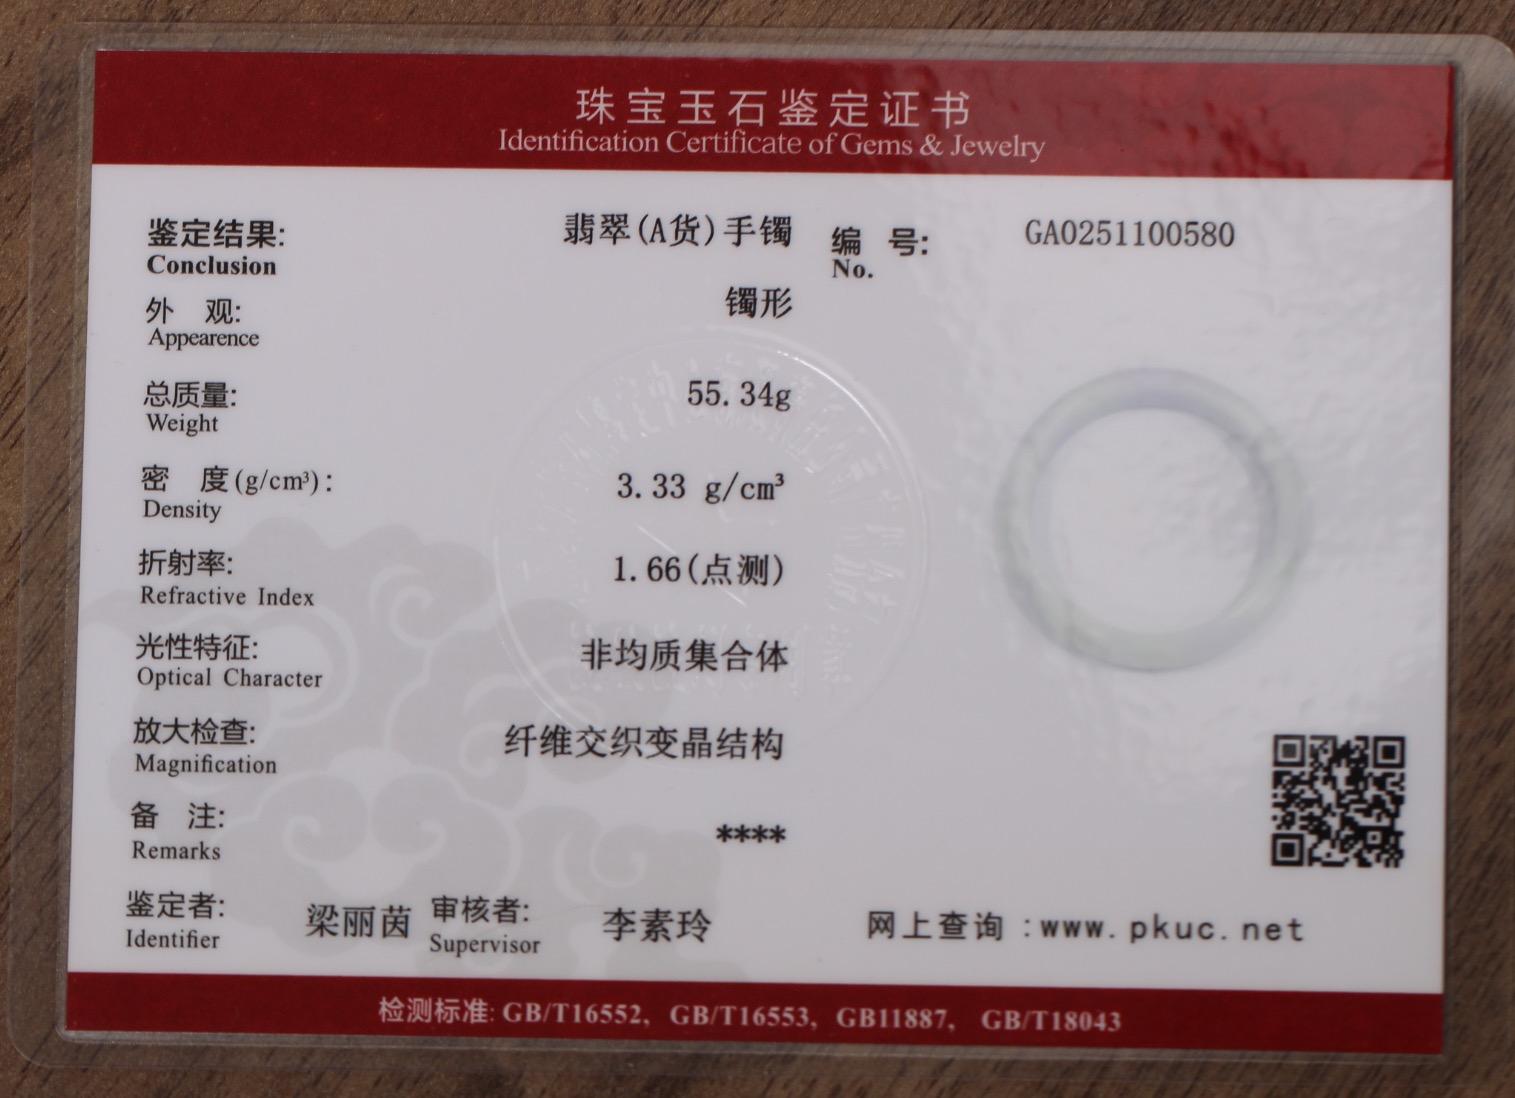 珠宝玉石鉴定证书
Identification Certificate of Gems & Jewelry
鉴定结果: 翡翠(A货)手镯 编 号: GA0251100580
Conclusion No.
外 观: 镯形
Appearence
总质量: 55.34g
Weight
密 度(g/cm³): 3.33 g/cm³
Density
折射率: 1.66(点测)
Refractive Index
光性特征: 非均质集合体
Optical Character
放大检查: 纤维交织变晶结构
Magnification
备 注: ****
Remarks
鉴定者: 梁丽茵 审核者: 李素玲 网上查询:www.pkuc.net
Identifier Supervisor
检测标准: GB/T16552, GB/T16553, GB11887, GB/T18043